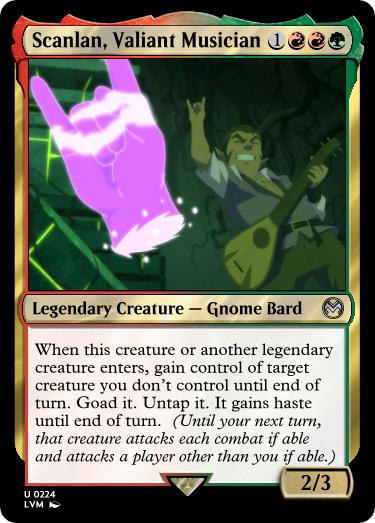 Scanlan, Valiant Musician 1
Legendary Creature — Gnome Bard
When this creature or another legendary
creature enters, gain control of target
creature you don't control until end of
turn. Goad it. Untap it. It gains haste
until end of turn. (Until your next turn,
that creature attacks each combat if able
and attacks a player other than you if able.)
2/3
U 0224
LVM